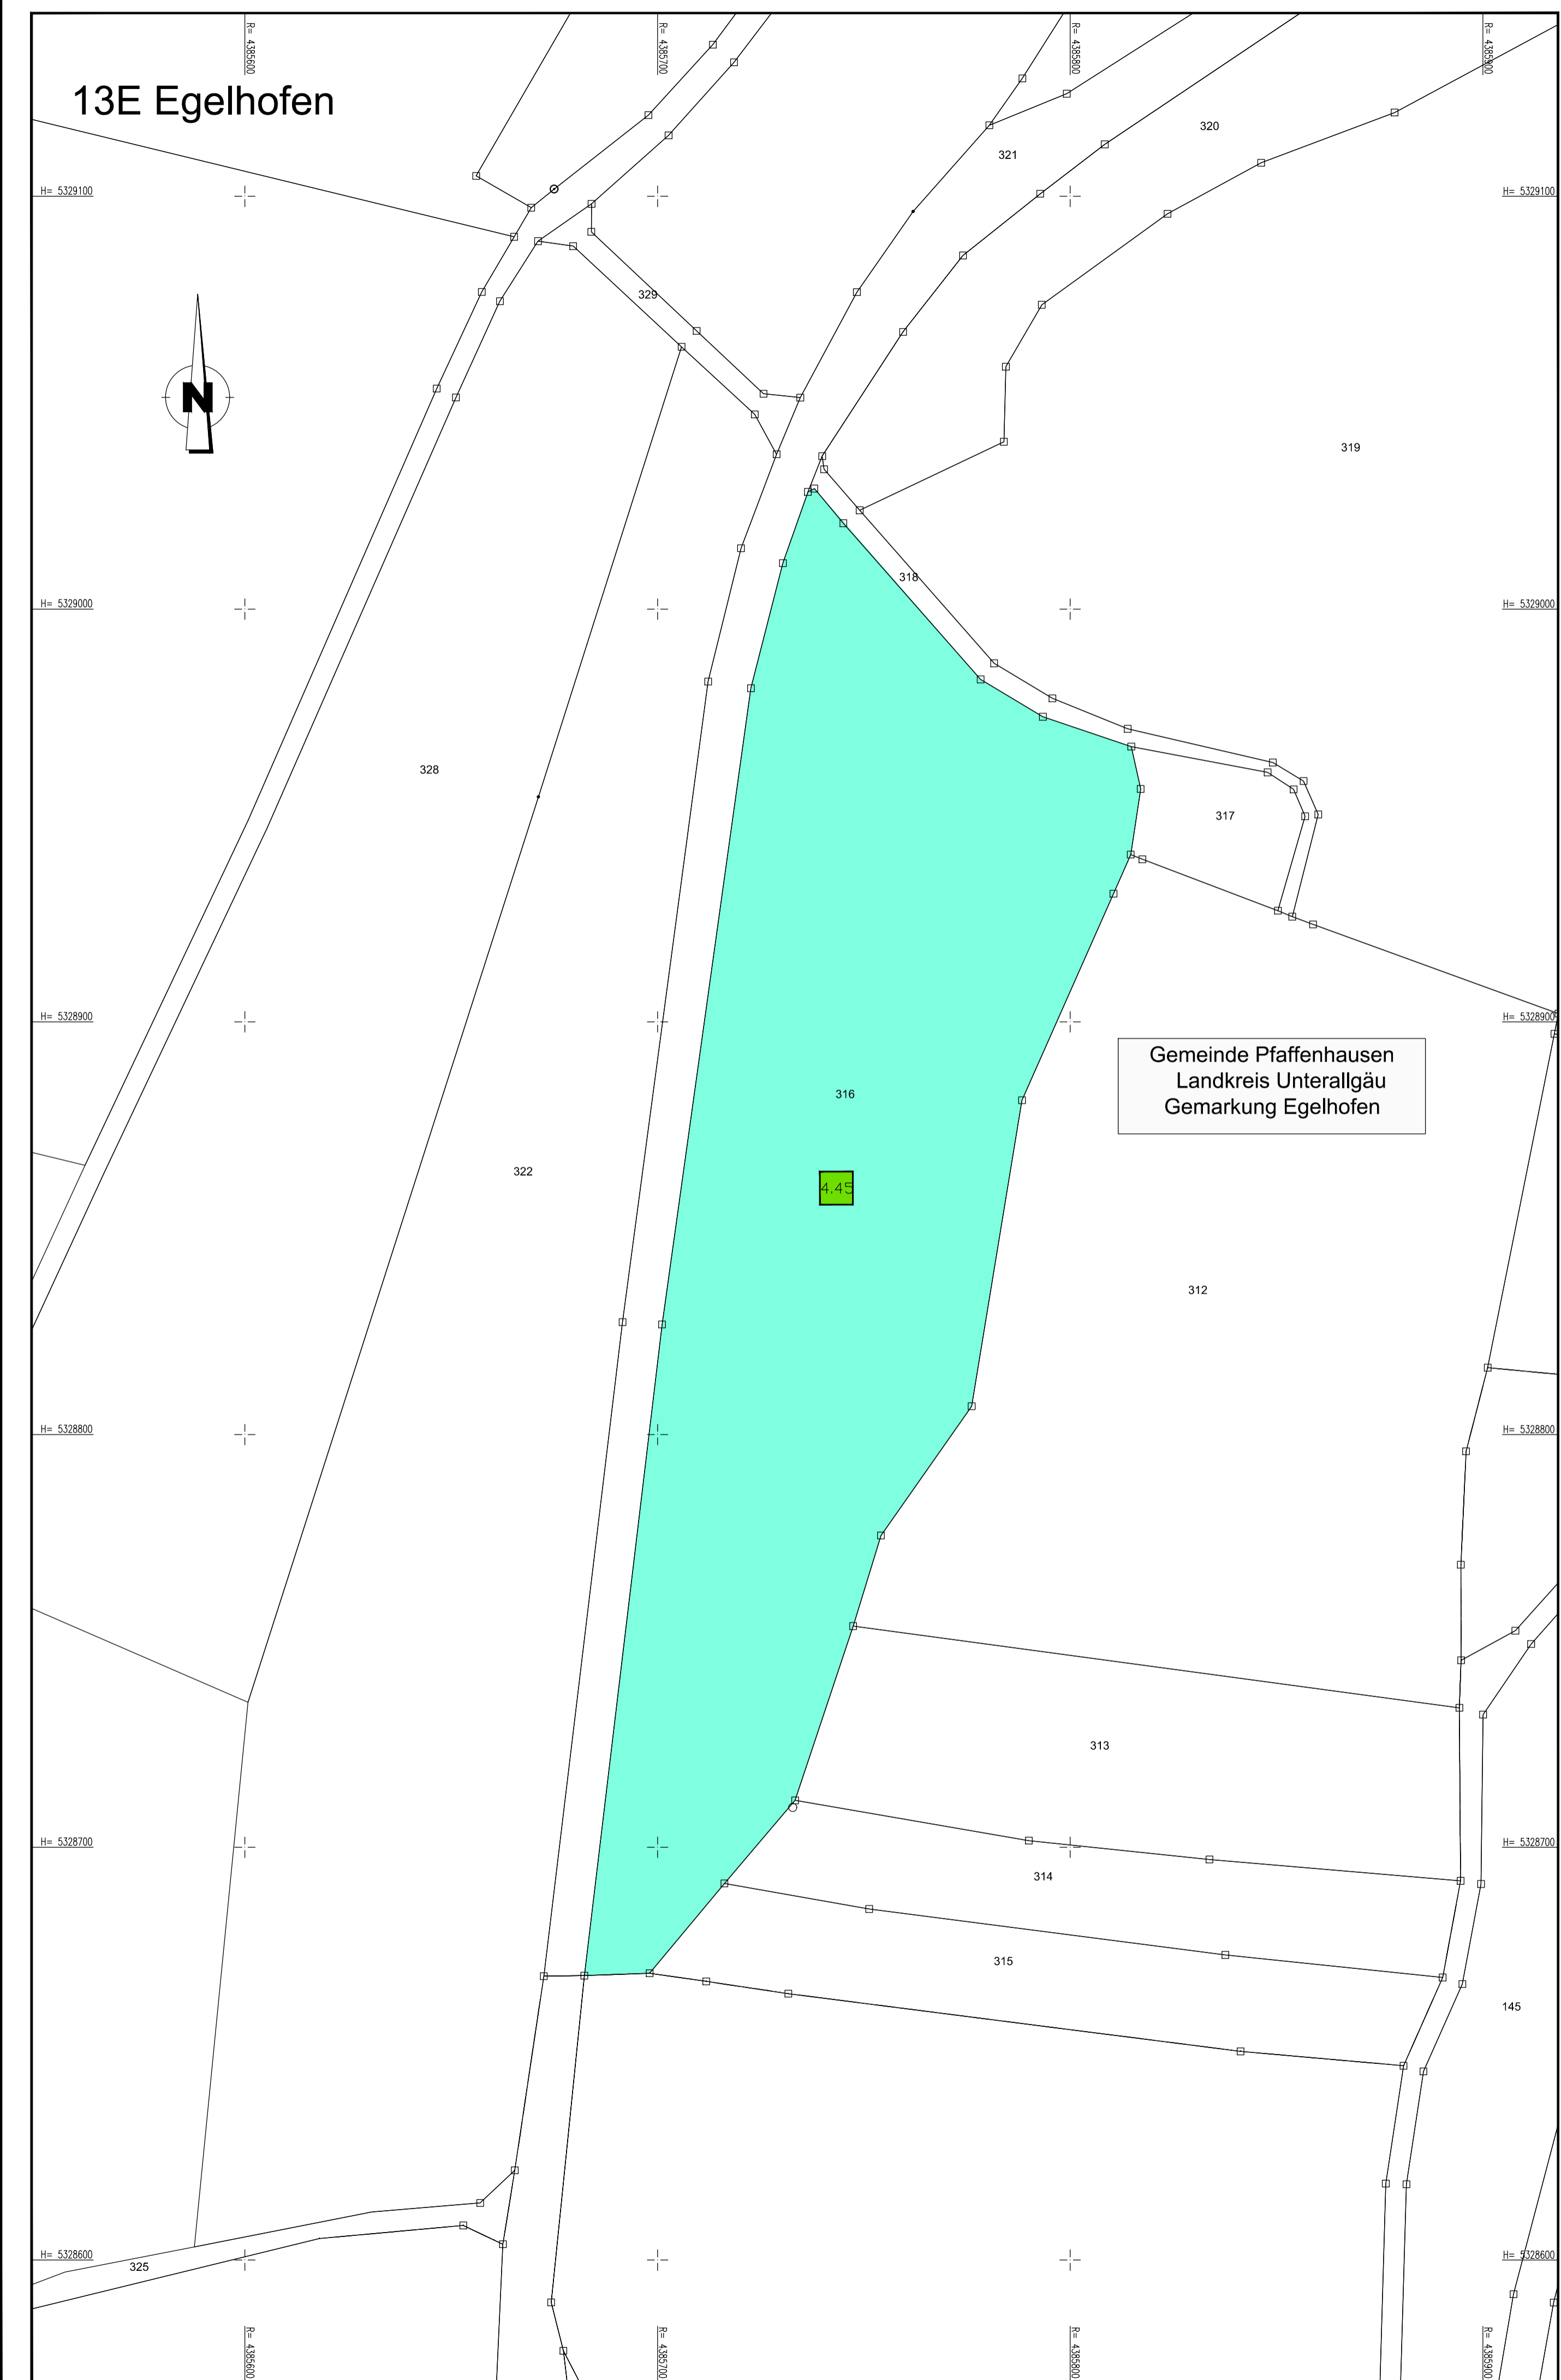 R= 4385600
R= 4385700
R= 4385800
R= 4385900
13E Egelhofen
320
321
H= 5329100
H= 5329100
329
N
319
318
H= 5329000
H= 5329000
328
317
H= 5328900
H= 5328900
Gemeinde Pfaffenhausen
Landkreis Unterallgäu
Gemarkung Egelhofen
316
322
4.45
312
H= 5328800
H= 5328800
313
H= 5328700
H= 5328700
314
315
145
H= 5328600
H= 5328600
325
R= 4385600
R= 4385700
R= 4385800
R= 4385900